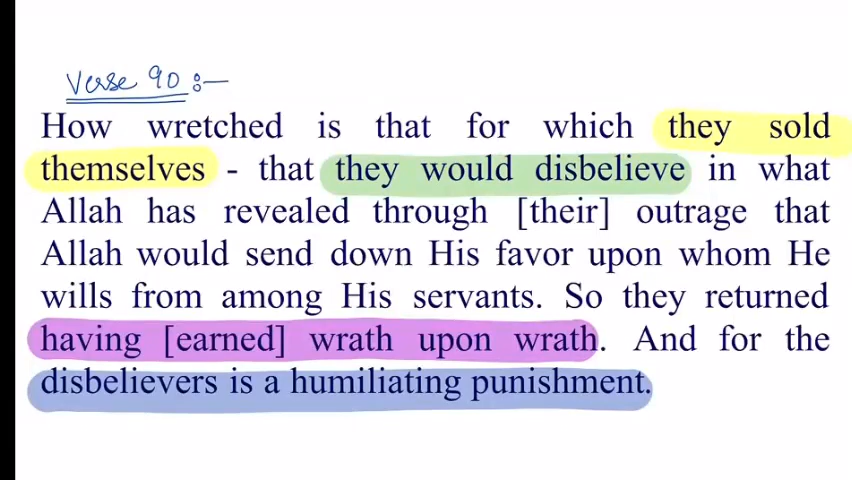 Verse 90 :-
How wretched is that for which they sold
themselves - that they would disbelieve in what
Allah has revealed through [their] outrage that
Allah would send down His favor upon whom He
wills from among His servants. So they returned
having [earned] wrath upon wrath. And for the
disbelievers is a humiliating punishment.